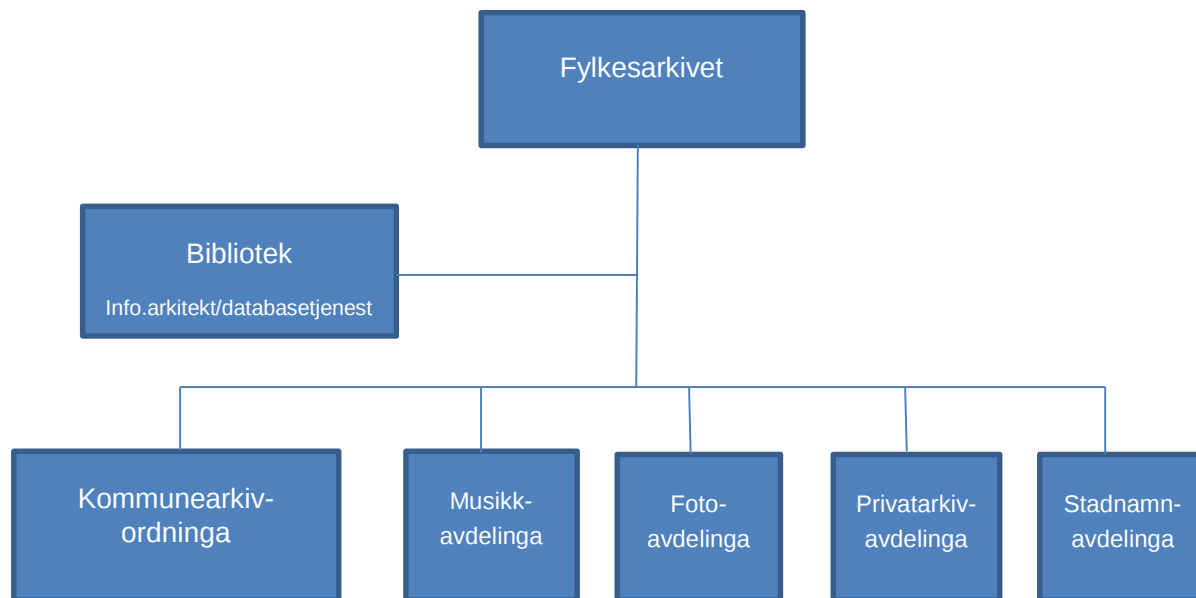 Fylkesarkivet
Bibliotek
Info.arkitekt/databasetjenest
Kommunearkiv-
ordninga
Musikk-
avdelinga
Foto-
avdelinga
Privatarkiv-
avdelinga
Stadnamn-
avdelinga